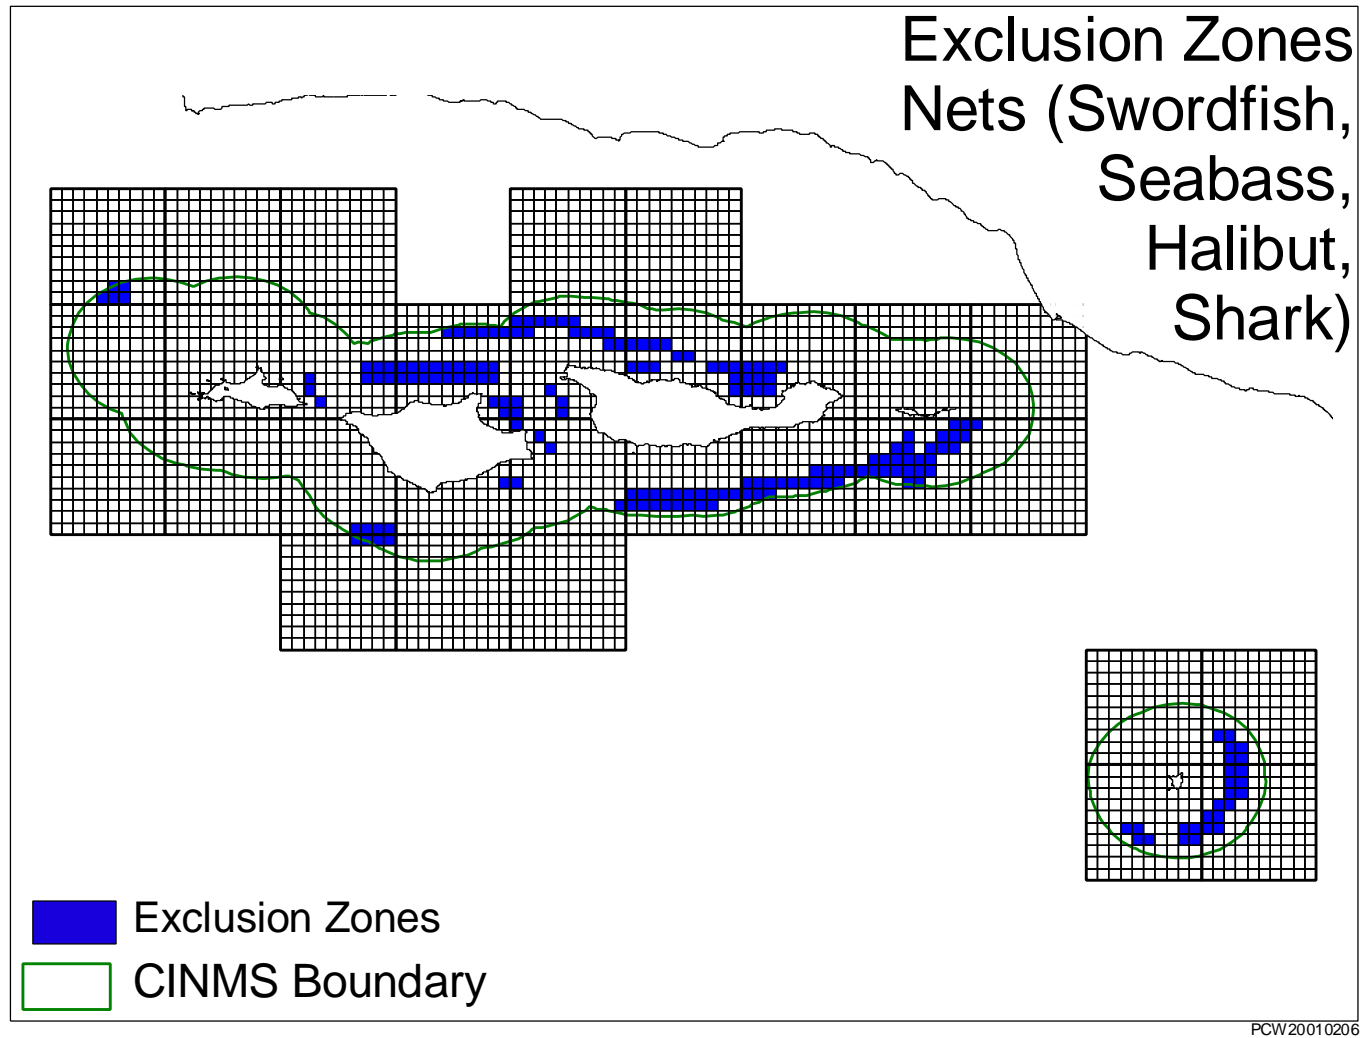 Exclusion Zones
Nets (Swordfish,
Seabass,
Halibut,
Shark)
Exclusion Zones
CINMS Boundary
PCW20010206